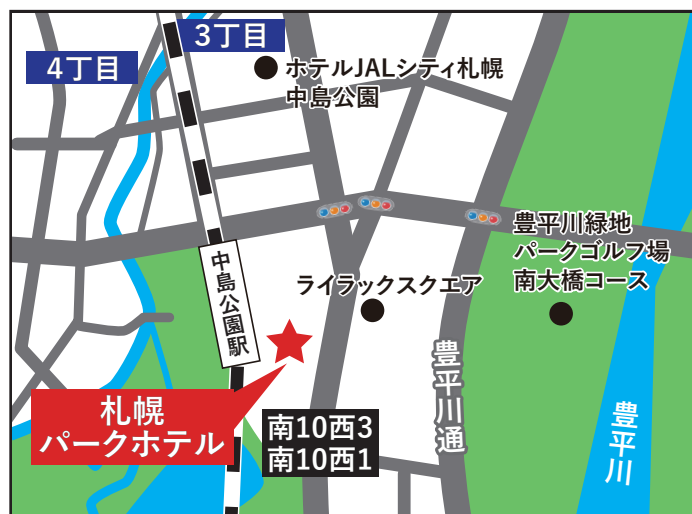 3丁目
4丁目
ホテルJALシティ札幌
中島公園
豊平川緑地
パークゴルフ場
南大橋コース
中島公園駅
ライラックスクエア
豊平川通
札幌
パークホテル
南10西3
南10西1
豊平川